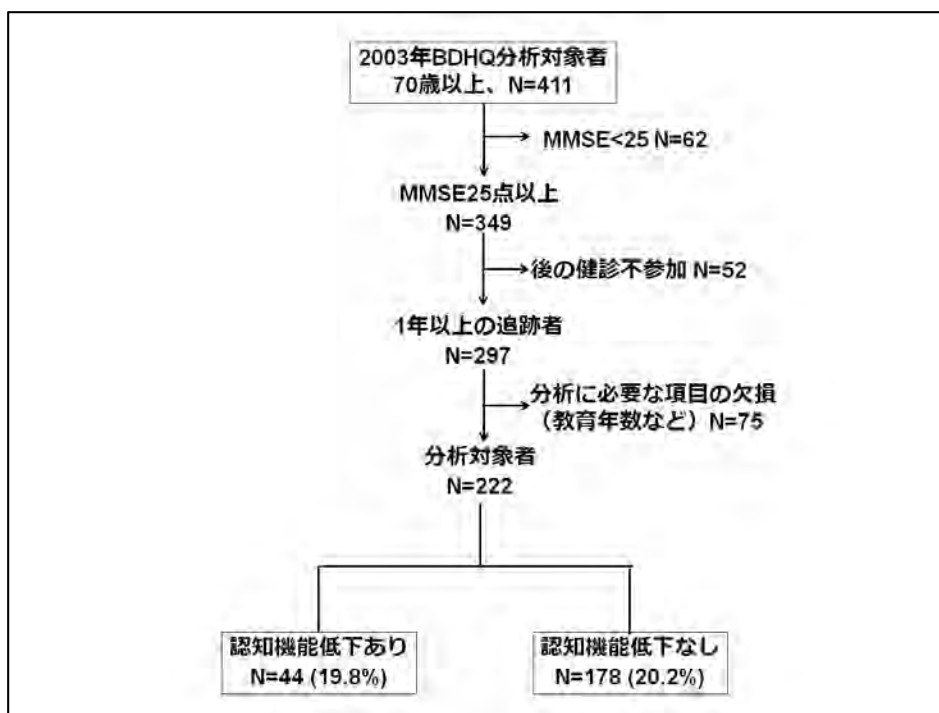 2003年BDHQ分析対象者
70歳以上、N=411
MMSE<25 N=62
MMSE25点以上
N=349
後の健診不参加 N=52
1年以上の追跡者
N=297
分析に必要な項目の欠損
（教育年数など）N=75
分析対象者
N=222
認知機能低下あり
N=44 (19.8%)
認知機能低下なし
N=178 (20.2%)